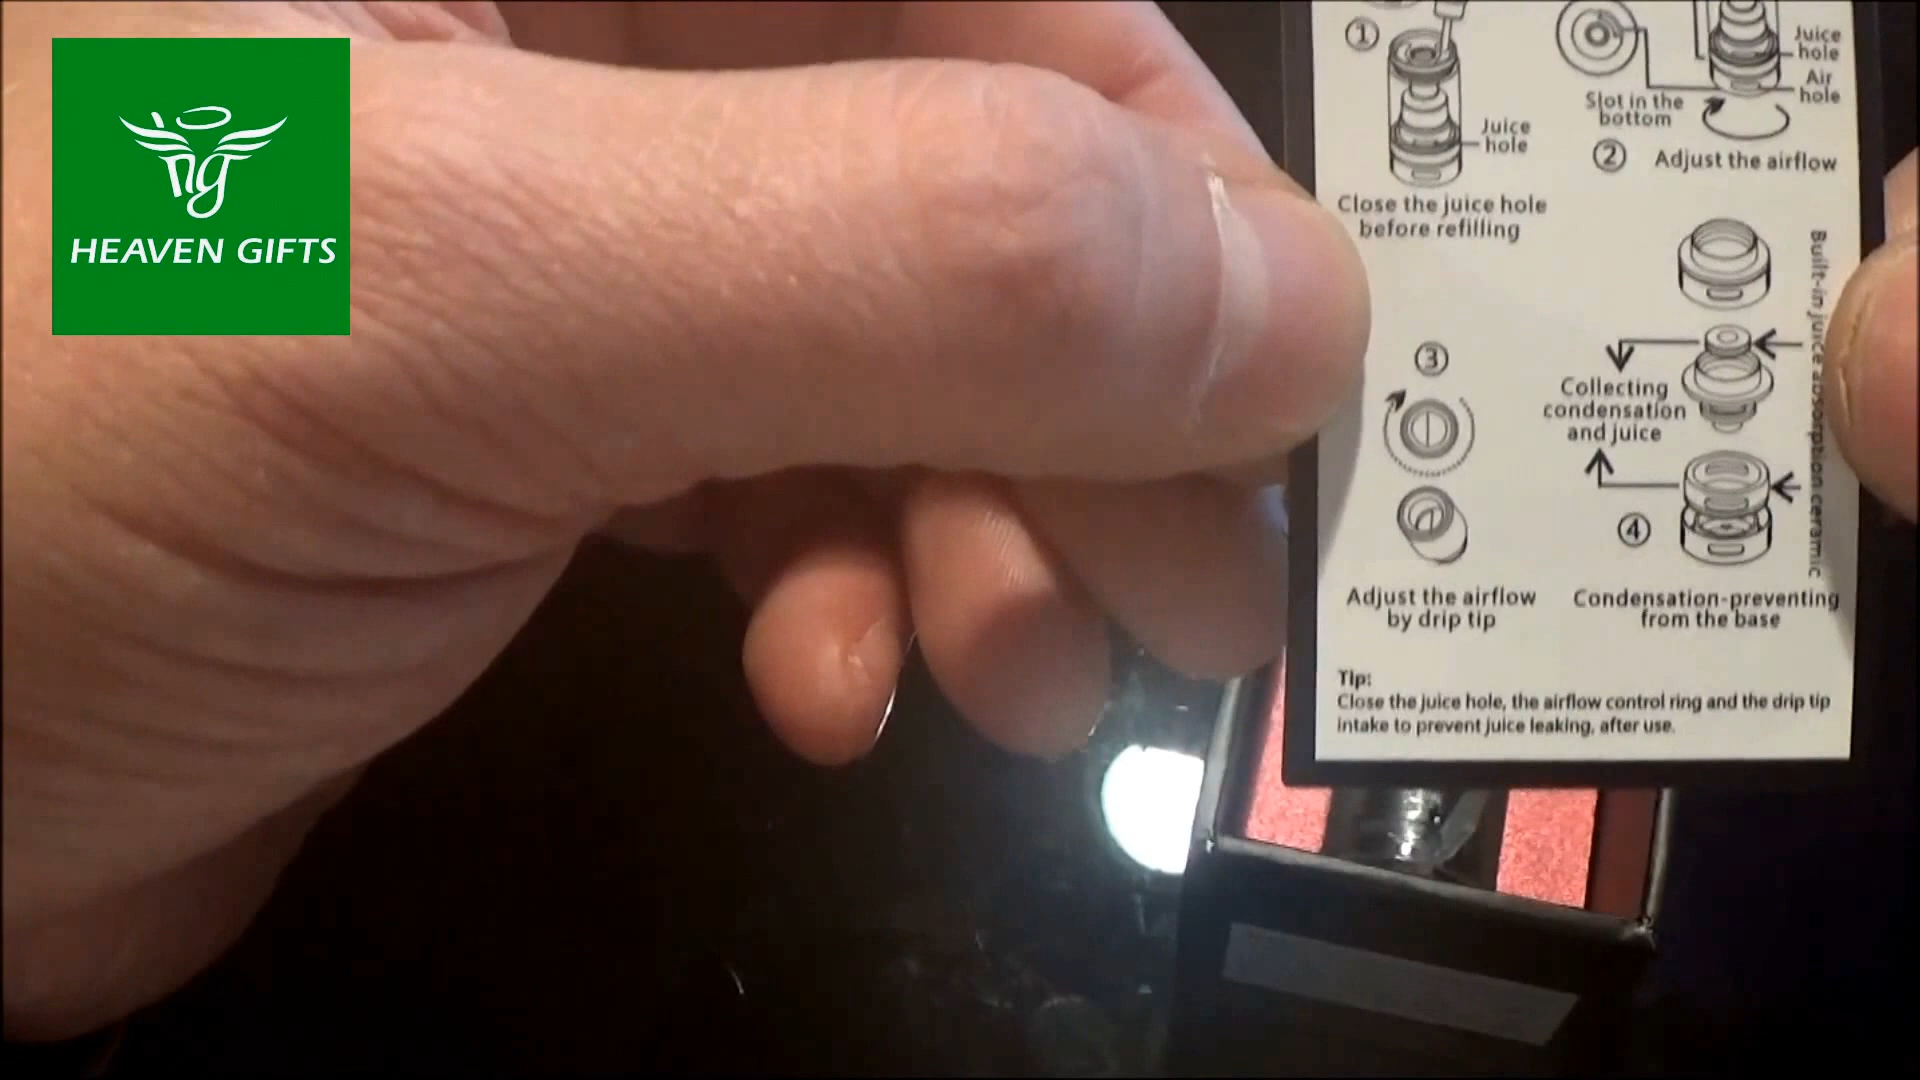 HEAVEN GIFTS
①
Juice
hole
Close the juice hole
before refilling
Juice
hole
Air
hole
Slot in the
bottom
② Adjust the airflow
③
Adjust the airflow
by drip tip
Built-in juice absorption ceramic
Collecting
condensation
and juice
④
Condensation-preventing
from the base
Tip:
Close the juice hole, the airflow control ring and the drip tip
intake to prevent juice leaking, after use.